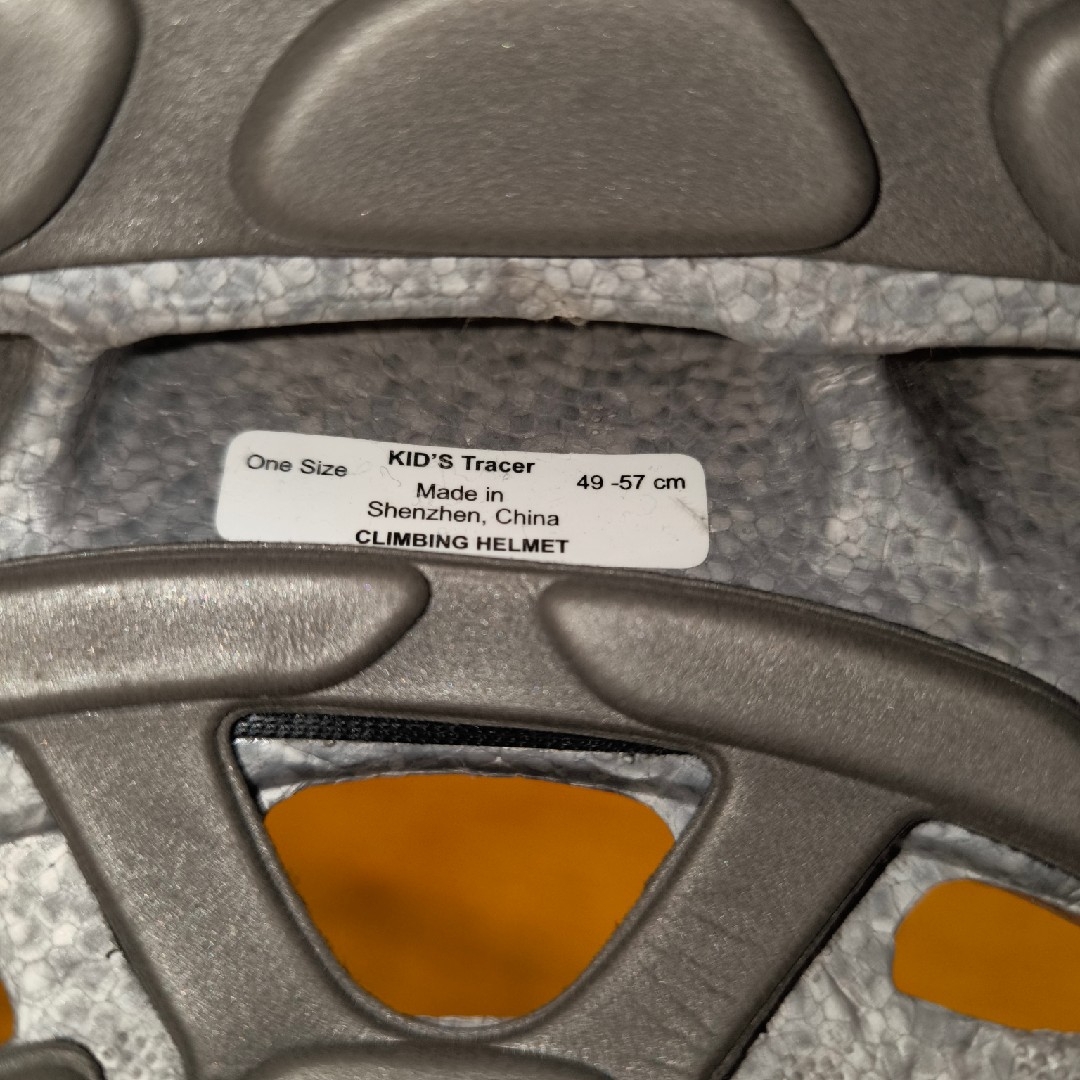 One Size KID'S Tracer 49 -57 cm
Made in
Shenzhen, China
CLIMBING HELMET